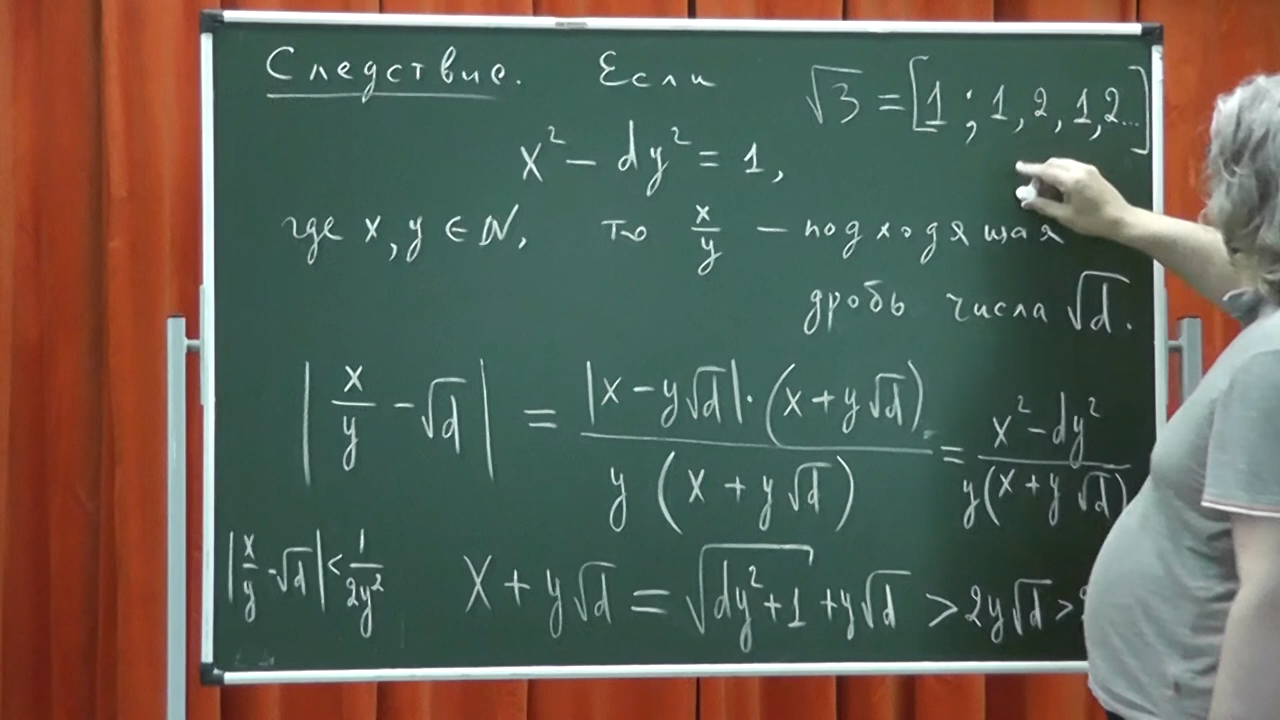 Следствие. Если
√3 = [1; 1, 2, 1, 2...]
x² − dy² = 1,
где x, y ∈ N, то x/y — подходящая
дробь числа √d.
|x/y − √d| = |x − y√d|·(x + y√d) / y(x + y√d) = x² − dy² / y(x + y√d)
|x/y − √d| < 1/2y²
x + y√d = √(dy² + 1) + y√d > 2y√d >